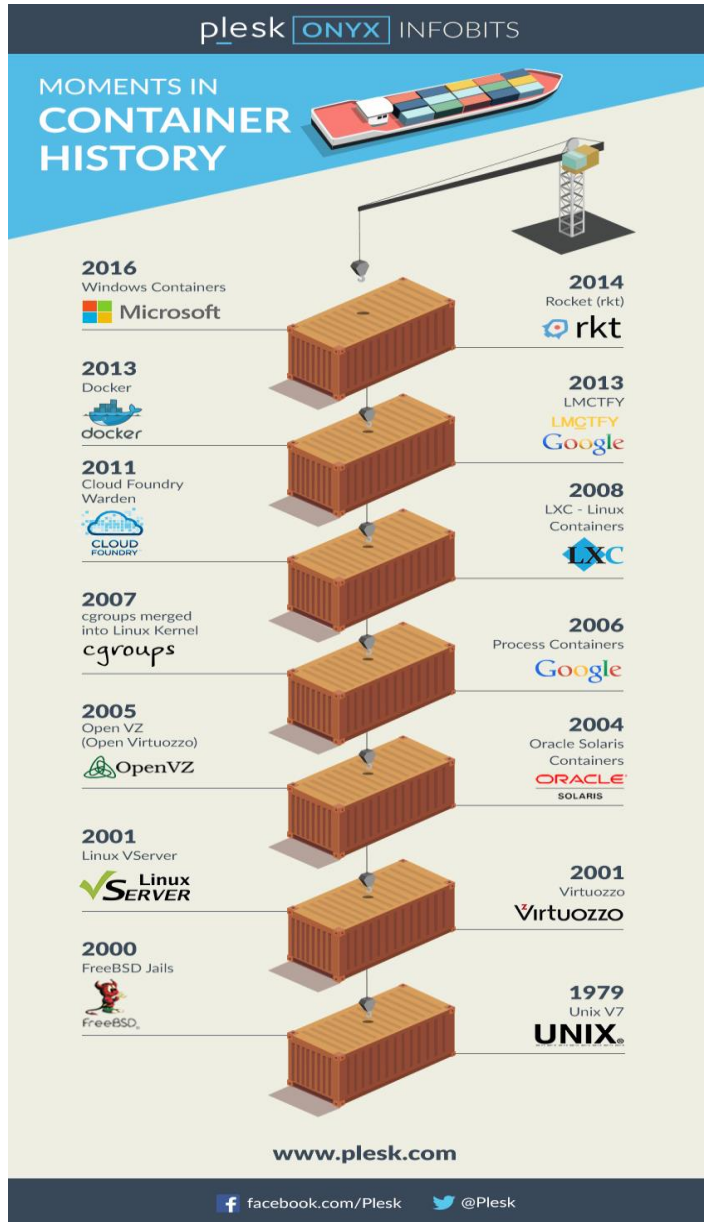 plesk ONYX INFOBITS
MOMENTS IN
CONTAINER
HISTORY
2016
Windows Containers
Microsoft
2014
Rocket (rkt)
rkt
2013
Docker
docker
2013
LMCTFY
LMCTFY
Google
2011
Cloud Foundry
Warden
CLOUD
FOUNDRY
2008
LXC - Linux
Containers
LXC
2007
cgroups merged
into Linux Kernel
cgroups
2006
Process Containers
Google
2005
Open VZ
(Open Virtuozzo)
OpenVZ
2004
Oracle Solaris
Containers
ORACLE
SOLARIS
2001
Linux VServer
Linux
VSERVER
2001
Virtuozzo
Virtuozzo
2000
FreeBSD Jails
FreeBSD
1979
Unix V7
UNIX®
www.plesk.com
facebook.com/Plesk @Plesk